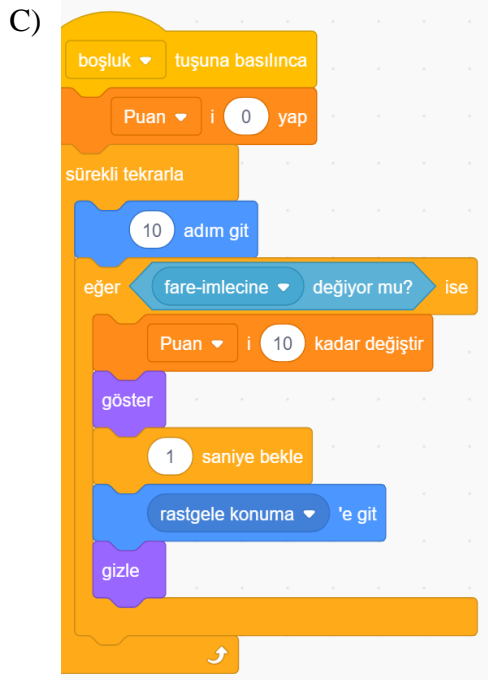 C)
boşluk tuşuna basılınca
Puan i 0 yap
sürekli tekrarla
10 adım git
eğer fare-imlecine değiyor mu? ise
Puan i 10 kadar değiştir
göster
1 saniye bekle
rastgele konuma 'e git
gizle